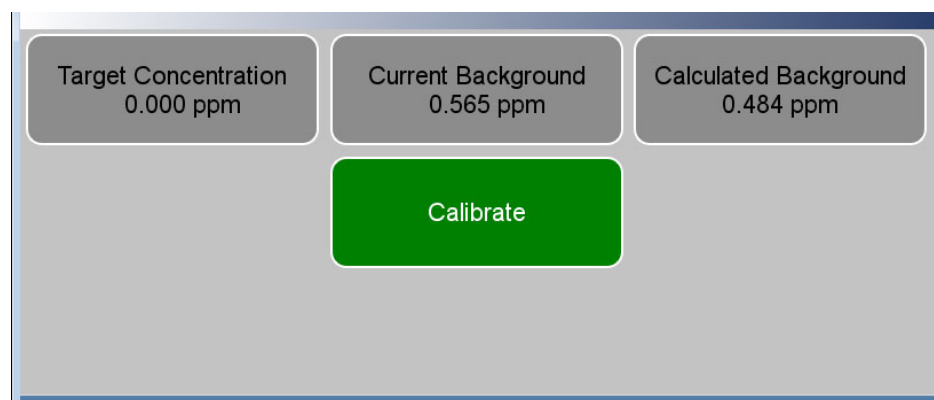 Target Concentration
0.000 ppm
Current Background
0.565 ppm
Calculated Background
0.484 ppm
Calibrate